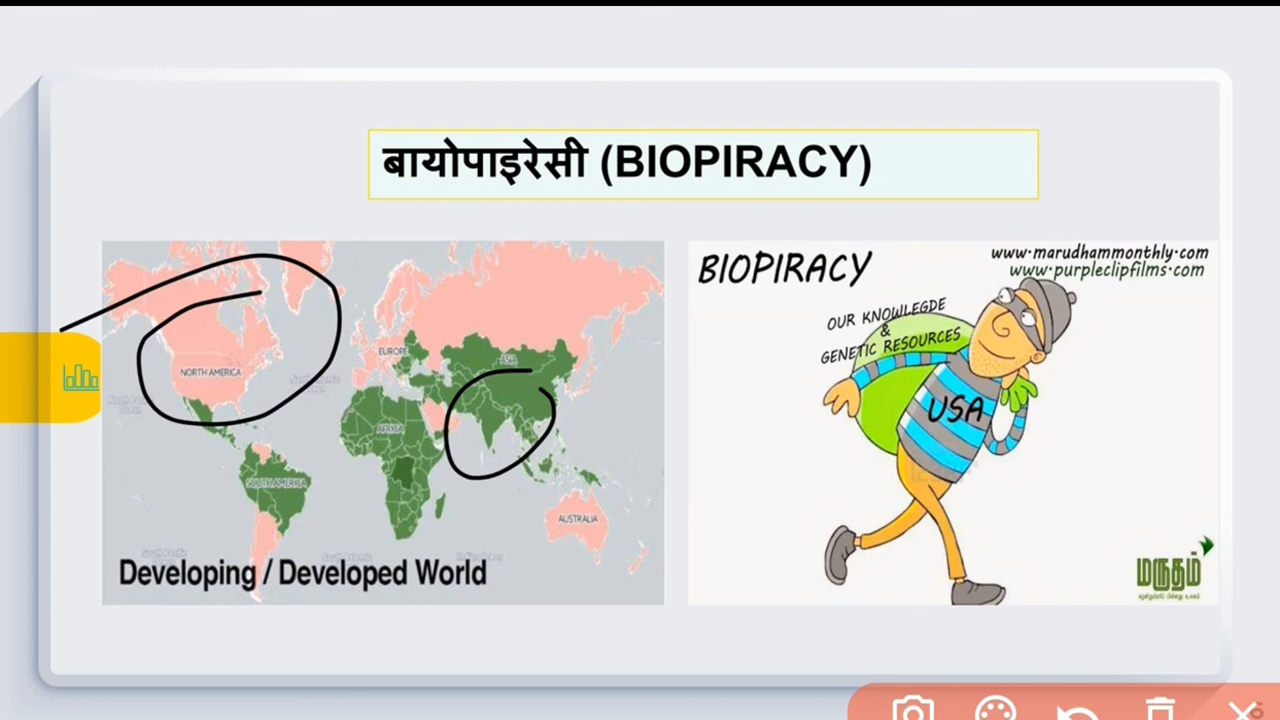 बायोपाइरेसी (BIOPIRACY)
NORTH AMERICA
EUROPE
ASIA
AFRICA
SOUTH AMERICA
AUSTRALIA
Developing / Developed World
BIOPIRACY
www.marudhammonthly.com
www.purpleclipfilms.com
OUR KNOWLEGDE
&
GENETIC RESOURCES
USA
மருதம்